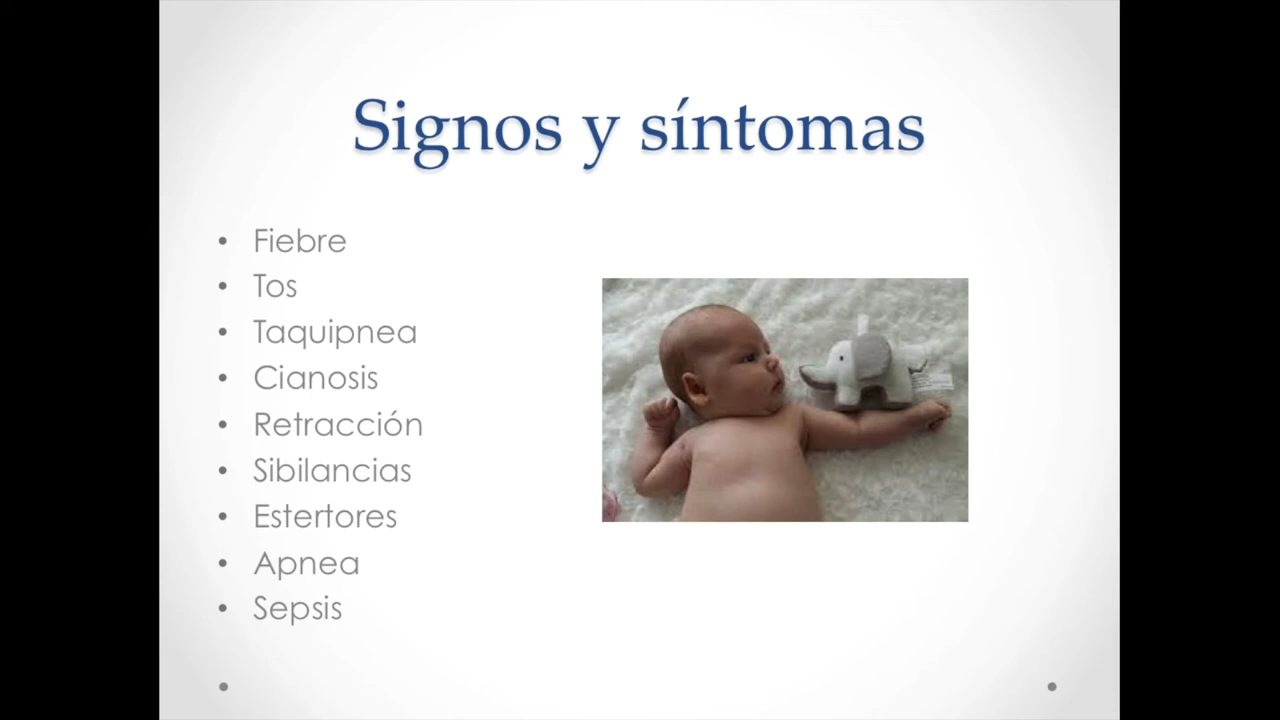 Signos y síntomas
• Fiebre
• Tos
• Taquipnea
• Cianosis
• Retracción
• Sibilancias
• Estertores
• Apnea
• Sepsis